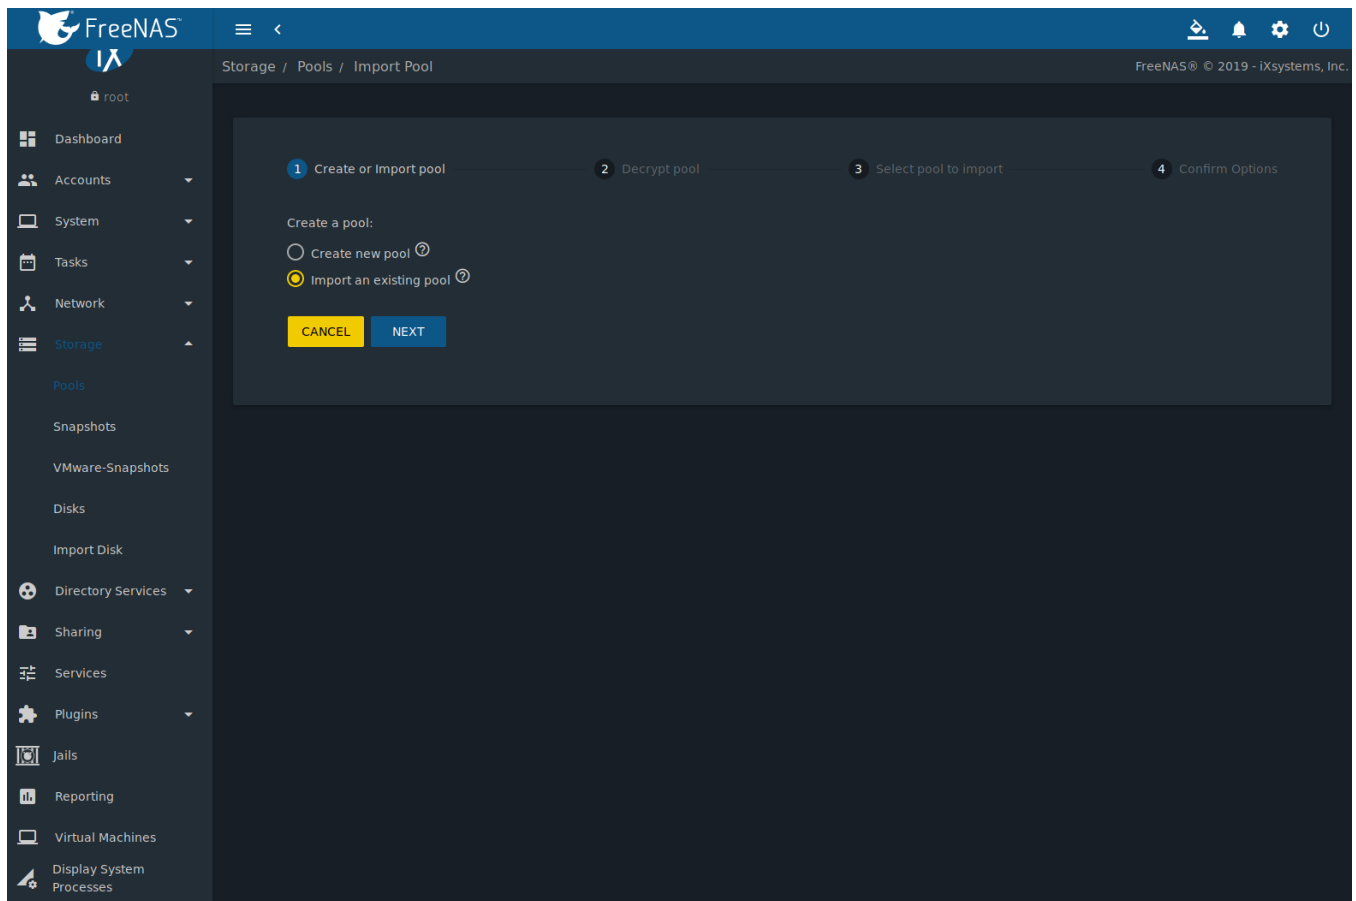 FreeNAS™
Storage / Pools / Import Pool
FreeNAS® © 2019 - iXsystems, Inc.
iX
root
Dashboard
Accounts
System
Tasks
Network
Storage
Pools
Snapshots
VMware-Snapshots
Disks
Import Disk
Directory Services
Sharing
Services
Plugins
Jails
Reporting
Virtual Machines
Display System
Processes
1 Create or Import pool
2 Decrypt pool
3 Select pool to import
4 Confirm Options
Create a pool:
Create new pool ?
Import an existing pool ?
CANCEL
NEXT